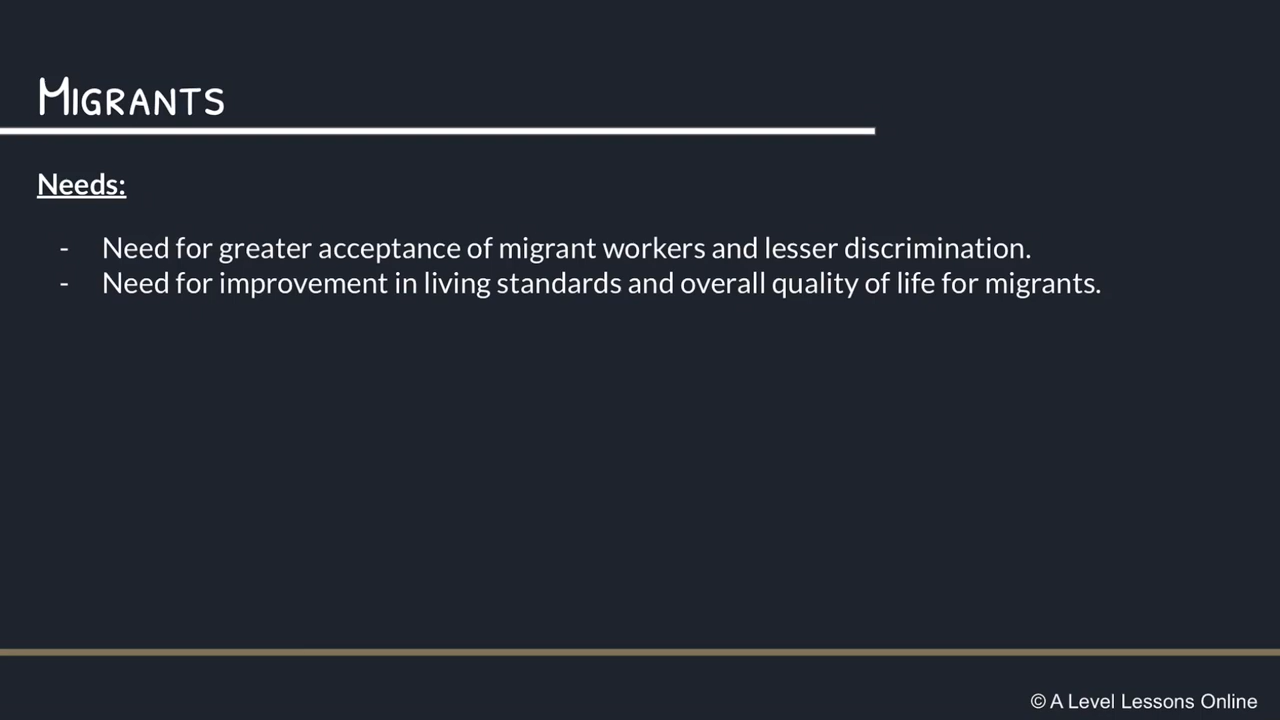 Migrants
Needs:
- Need for greater acceptance of migrant workers and lesser discrimination.
- Need for improvement in living standards and overall quality of life for migrants.
© A Level Lessons Online